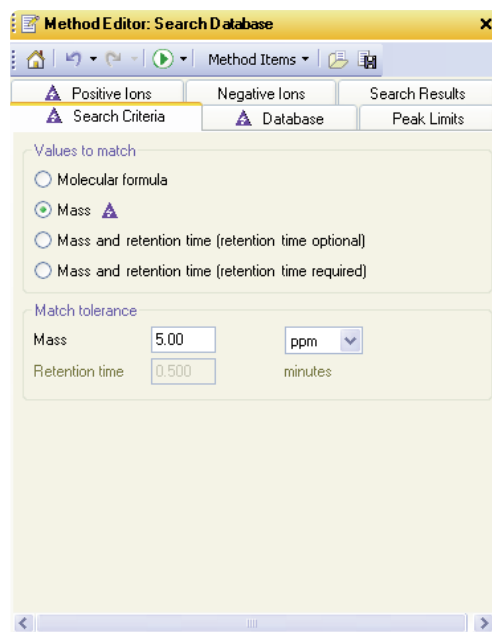 Method Editor: Search Database
Method Items
Positive Ions Negative Ions Search Results
Search Criteria Database Peak Limits
Values to match
Molecular formula
Mass
Mass and retention time (retention time optional)
Mass and retention time (retention time required)
Match tolerance
Mass 5.00 ppm
Retention time 0.500 minutes